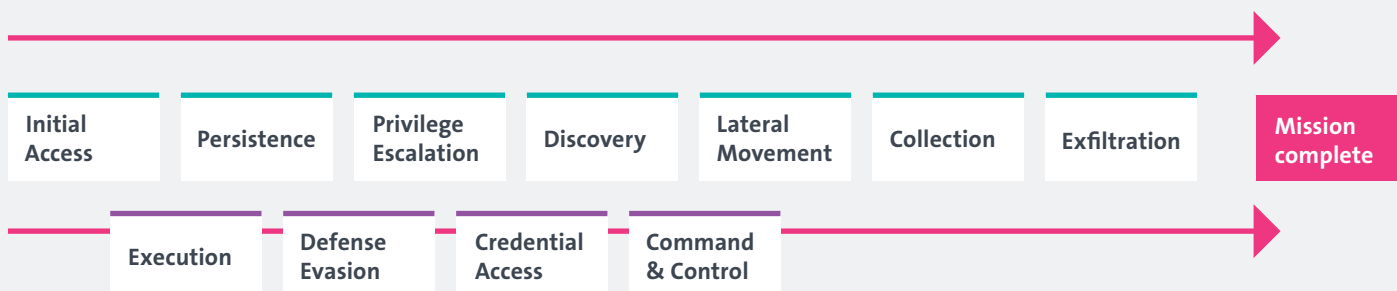 Initial
Access
Persistence
Privilege
Escalation
Discovery
Lateral
Movement
Collection
Exfiltration
Mission
complete
Execution
Defense
Evasion
Credential
Access
Command
& Control